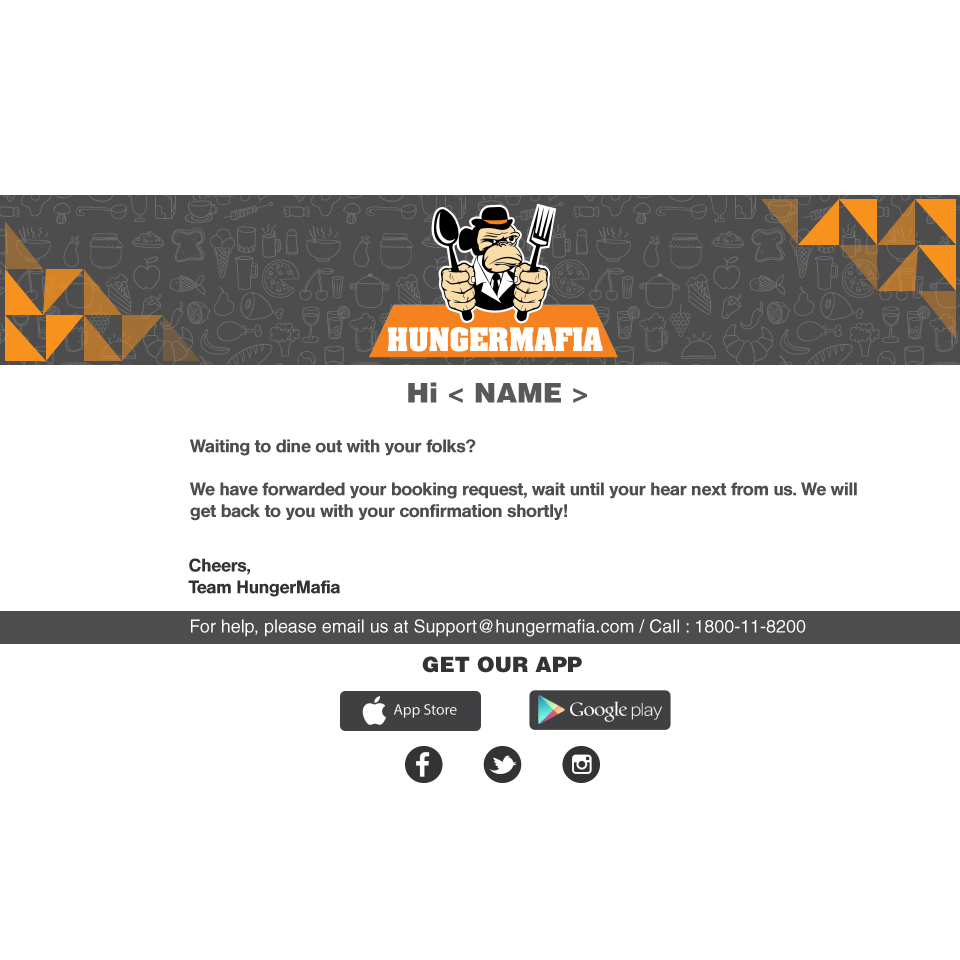 HUNGERMAFIA
Hi < NAME >
Waiting to dine out with your folks?
We have forwarded your booking request, wait until your hear next from us. We will
get back to you with your confirmation shortly!
Cheers,
Team HungerMafia
For help, please email us at Support@hungermafia.com / Call : 1800-11-8200
GET OUR APP
App Store
Google play